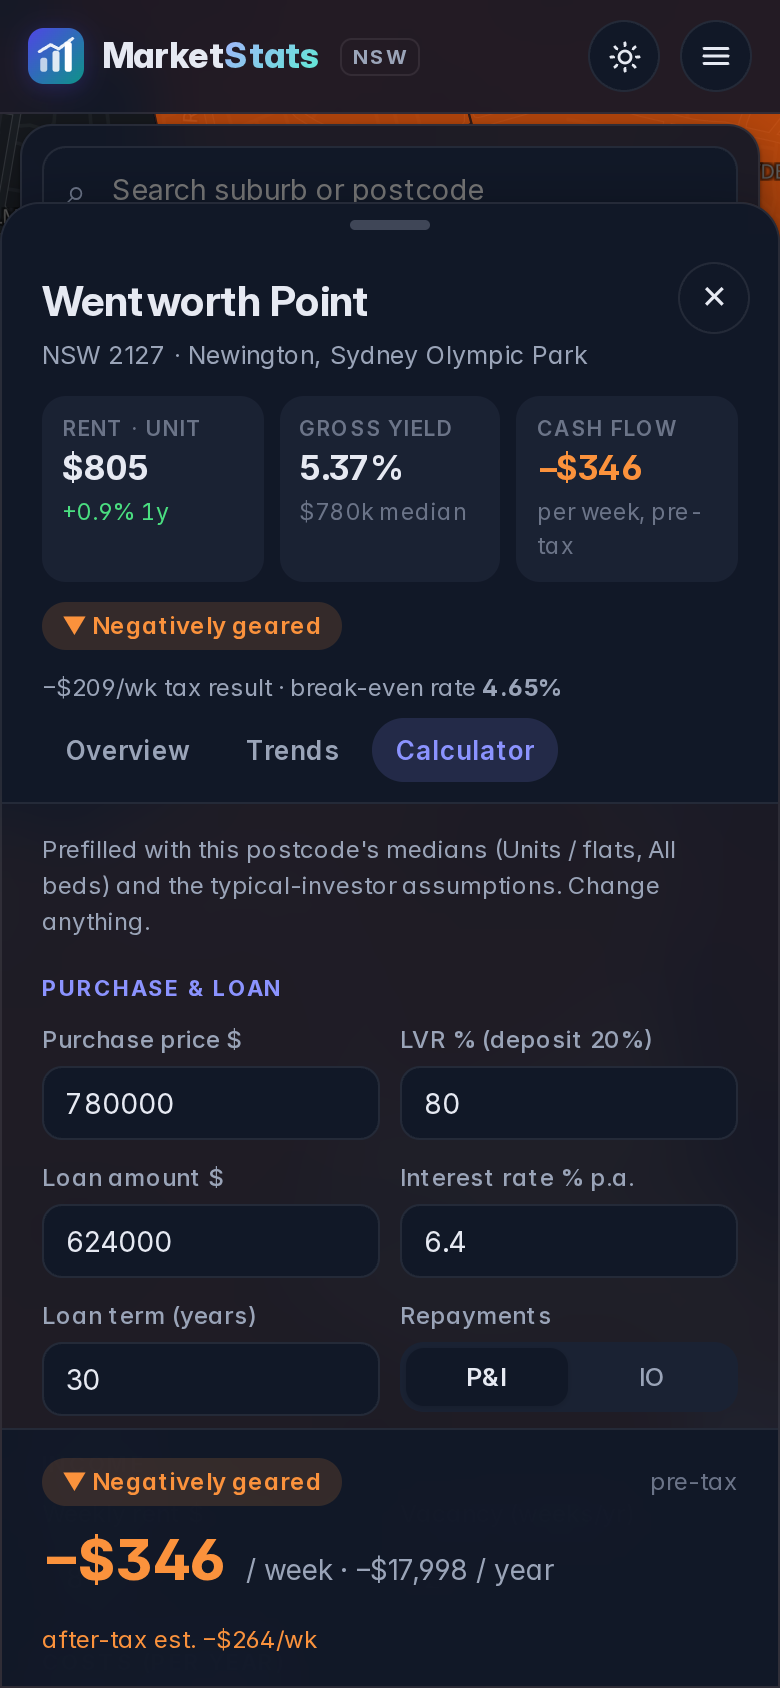 MarketStats NSW
Search suburb or postcode
Wentworth Point
NSW 2127 · Newington, Sydney Olympic Park
RENT · UNIT
$805
+0.9% 1y
GROSS YIELD
5.37%
$780k median
CASH FLOW
−$346
per week, pre-
tax
▼ Negatively geared
−$209/wk tax result · break-even rate 4.65%
Overview Trends Calculator
Prefilled with this postcode's medians (Units / flats, All
beds) and the typical-investor assumptions. Change
anything.
PURCHASE & LOAN
Purchase price $
780000
LVR % (deposit 20%)
80
Loan amount $
624000
Interest rate % p.a.
6.4
Loan term (years)
30
Repayments
P&I IO
▼ Negatively geared
pre-tax
−$346 / week · −$17,998 / year
after-tax est. −$264/wk